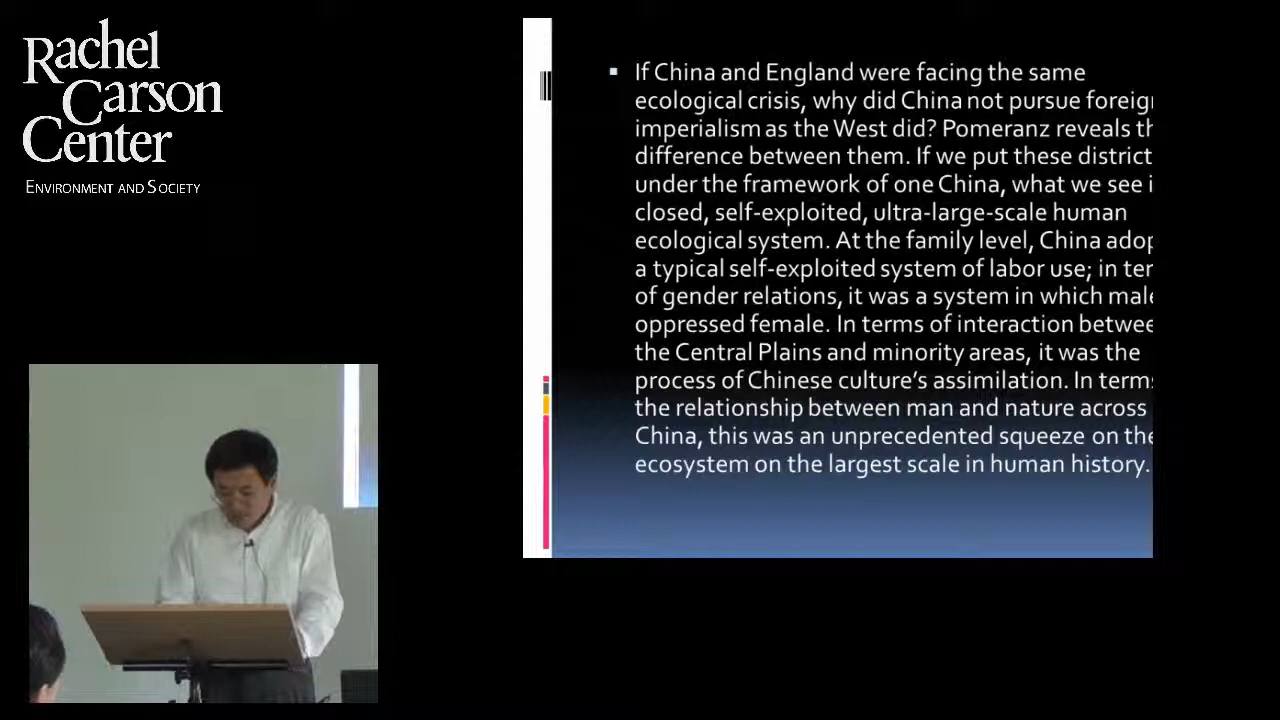 Rachel
Carson
Center
ENVIRONMENT AND SOCIETY
If China and England were facing the same
ecological crisis, why did China not pursue foreig
imperialism as the West did? Pomeranz reveals th
difference between them. If we put these district
under the framework of one China, what we see i
closed, self-exploited, ultra-large-scale human
ecological system. At the family level, China adop
a typical self-exploited system of labor use; in ter
of gender relations, it was a system in which male
oppressed female. In terms of interaction betwee
the Central Plains and minority areas, it was the
process of Chinese culture's assimilation. In terms
the relationship between man and nature across
China, this was an unprecedented squeeze on the
ecosystem on the largest scale in human history.